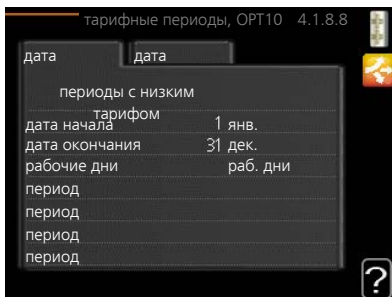 тарифные периоды, OPT10 4.1.8.8
дата дата
периоды с низким
тарифом
дата начала 1 янв.
дата окончания 31 дек.
рабочие дни раб. дни
период
период
период
период
?